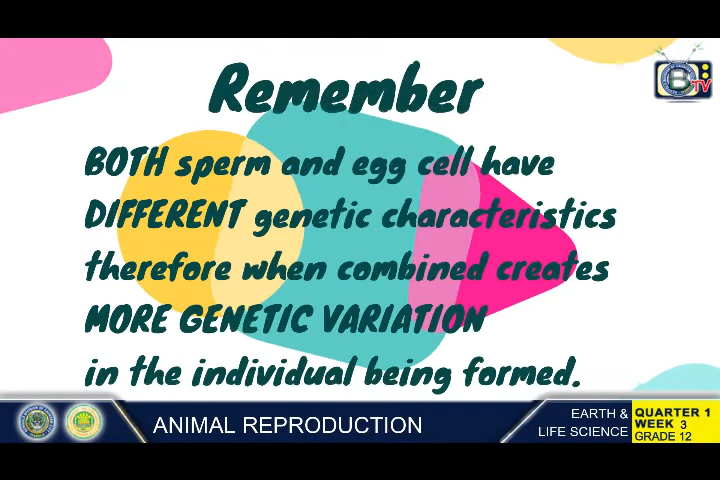 Remember
BOTH sperm and egg cell have
DIFFERENT genetic characteristics
therefore when combined creates
MORE GENETIC VARIATION
in the individual being formed.
B
TV
ANIMAL REPRODUCTION
EARTH &
LIFE SCIENCE
QUARTER 1
WEEK 3
GRADE 12